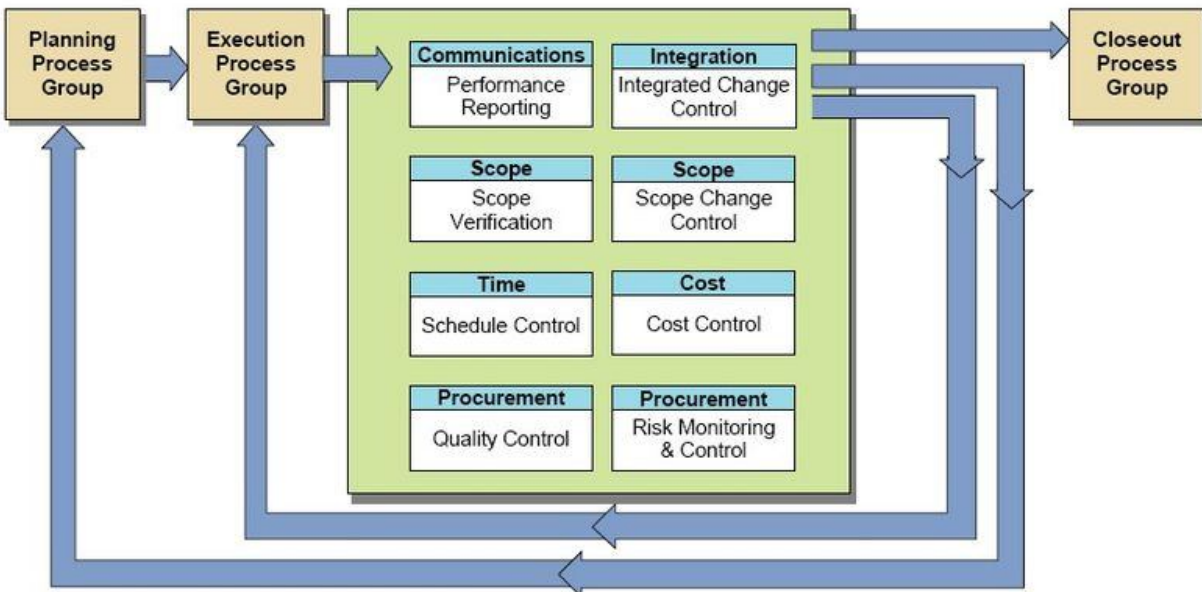 Planning
Process
Group
Execution
Process
Group
Communications
Performance
Reporting
Integration
Integrated Change
Control
Scope
Scope
Verification
Scope
Scope Change
Control
Time
Schedule Control
Cost
Cost Control
Procurement
Quality Control
Procurement
Risk Monitoring
& Control
Closeout
Process
Group